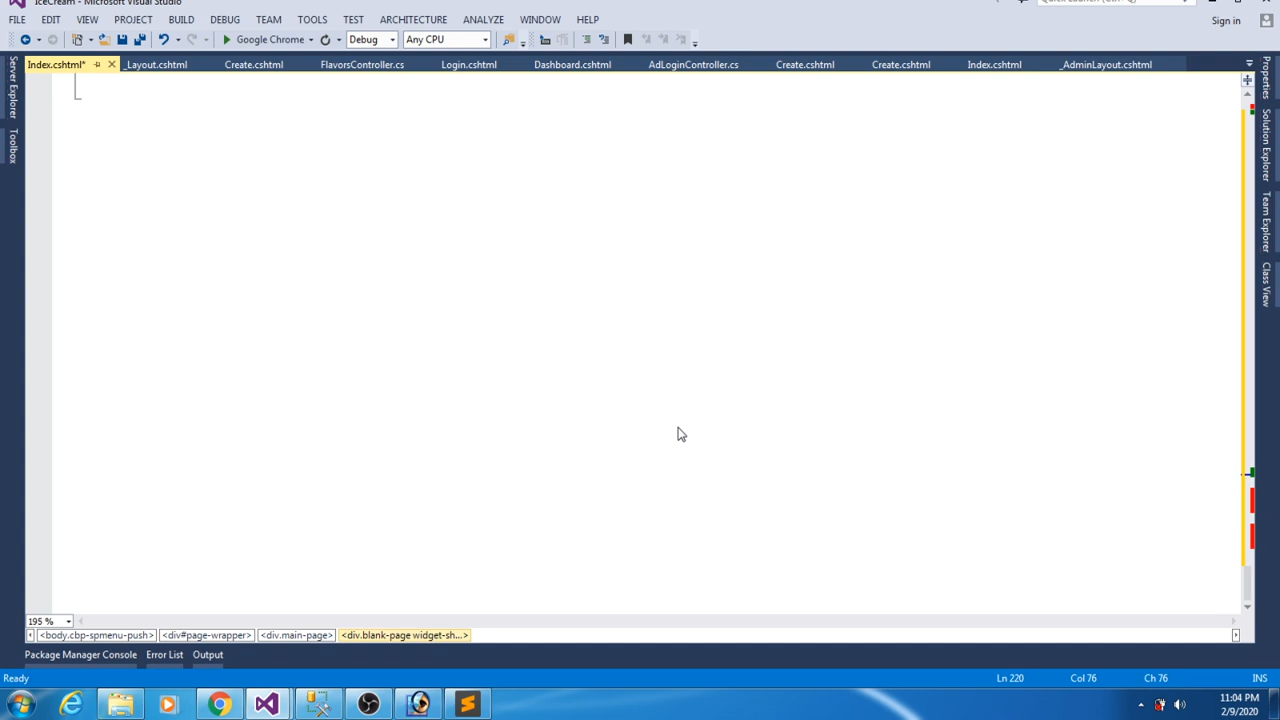 IceCream - Microsoft Visual Studio
FILE EDIT VIEW PROJECT BUILD DEBUG TEAM TOOLS TEST ARCHITECTURE ANALYZE WINDOW HELP
Sign in
Google Chrome Debug Any CPU
Index.cshtml* _Layout.cshtml Create.cshtml FlavorsController.cs Login.cshtml Dashboard.cshtml AdLoginController.cs Create.cshtml Create.cshtml Index.cshtml _AdminLayout.cshtml
Server Explorer
Toolbox
Properties
Solution Explorer
Team Explorer
Class View
195 %
<body.cbp-spmenu-push> <div#page-wrapper> <div.main-page> <div.blank-page widget-sh...>
Package Manager Console Error List Output
Ready Ln 220 Col 76 Ch 76 INS
11:04 PM
2/9/2020